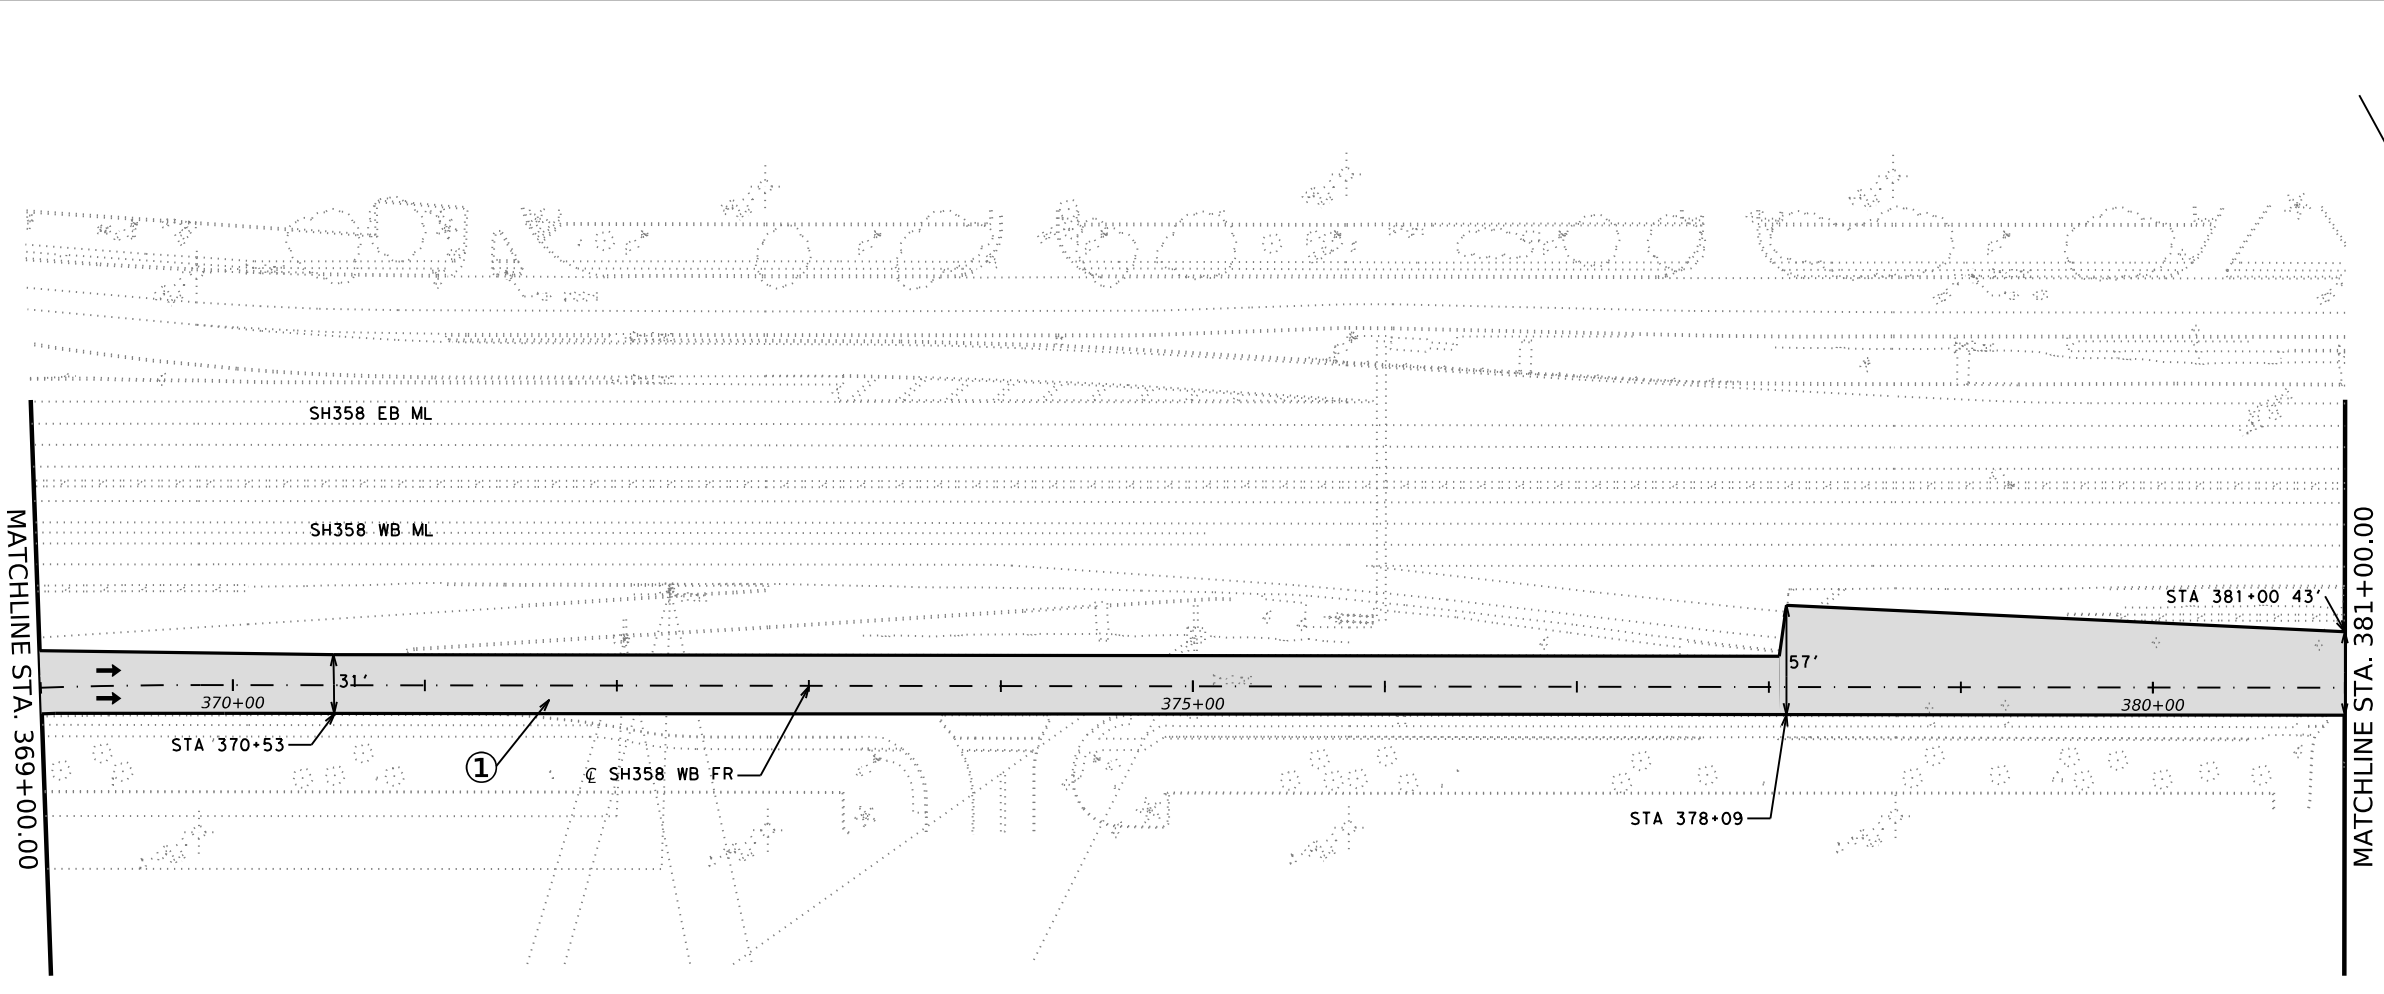 SH358 EB ML
SH358 WB ML
MATCHLINE STA. 369+00.00
MATCHLINE STA. 381+00.00
STA 381+00 43'
57'
31'
370+00
375+00
380+00
STA 370+53
①
℄ SH358 WB FR
STA 378+09